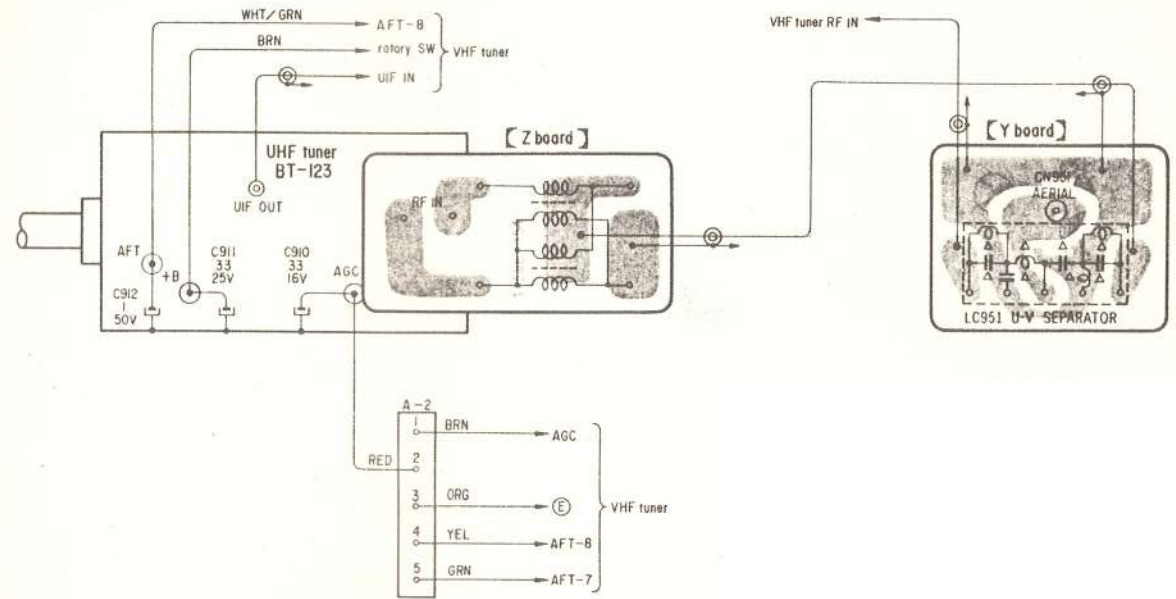 WHT/GRN
AFT-8
BRN
rotary SW
VHF tuner
UIF IN
VHF tuner RF IN
[Z board]
[Y board]
UHF tuner
BT-123
UIF OUT
RF IN
CN951
AERIAL
AFT
+B
C911
33
25V
C910
33
16V
AGC
C912
1
50V
LC951 U-V SEPARATOR
A-2
1
BRN
AGC
RED
2
3
ORG
E
VHF tuner
4
YEL
AFT-8
5
GRN
AFT-7